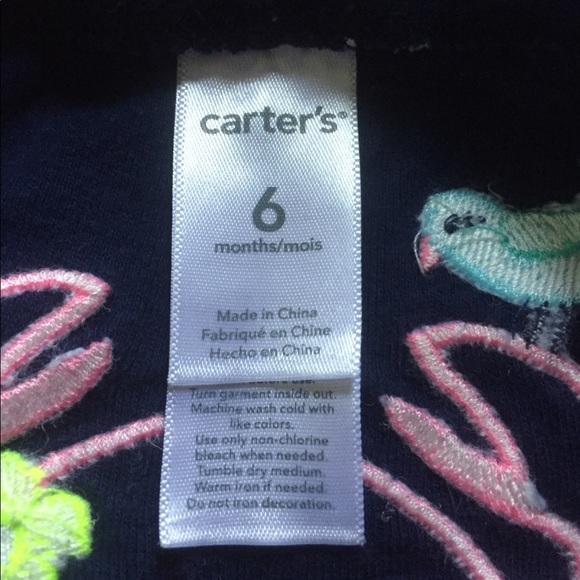 carter's®
6
months/mois
Made in China
Fabriqué en Chine
Hecho en China
use.
Turn garment inside out.
Machine wash cold with
like colors.
Use only non-chlorine
bleach when needed.
Tumble dry medium.
Warm iron if needed.
Do not iron decoration.